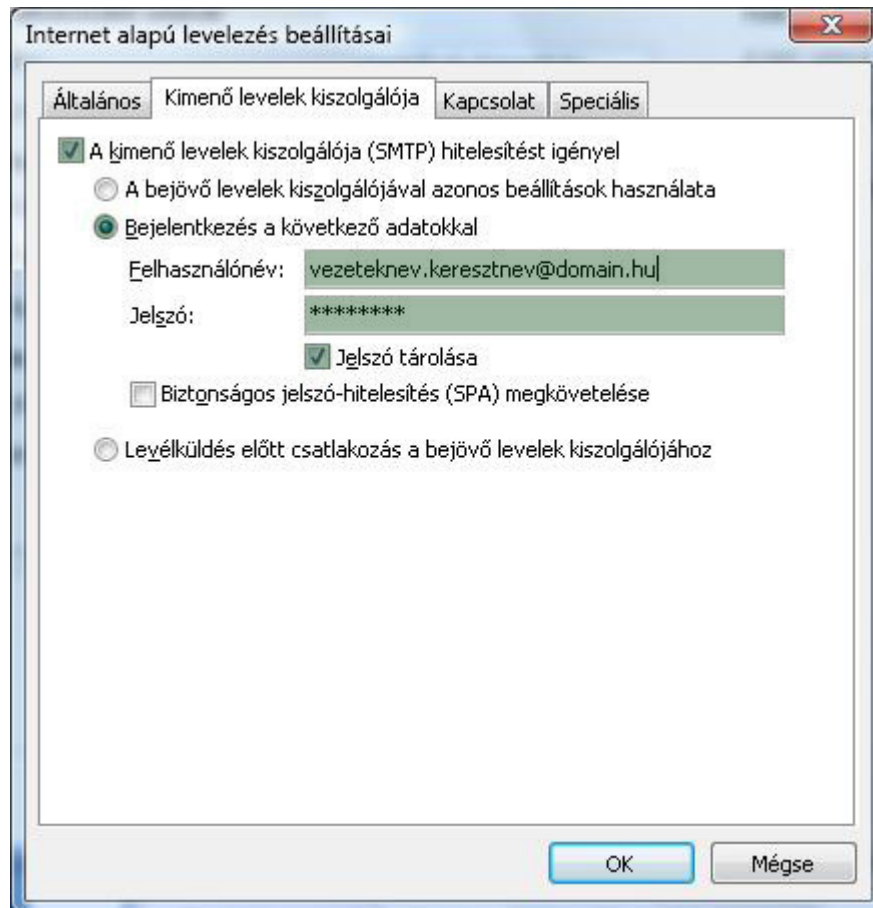 Internet alapú levelezés beállításai
Általános Kimenő levelek kiszolgálója Kapcsolat Speciális
A kimenő levelek kiszolgálója (SMTP) hitelesítést igényel
A bejövő levelek kiszolgálójával azonos beállítások használata
Bejelentkezés a következő adatokkal
Felhasználónév: vezeteknev.keresztnev@domain.hu
Jelszó: ********
Jelszó tárolása
Biztonságos jelszó-hitelesítés (SPA) megkövetelése
Levélküldés előtt csatlakozás a bejövő levelek kiszolgálójához
OK Mégse